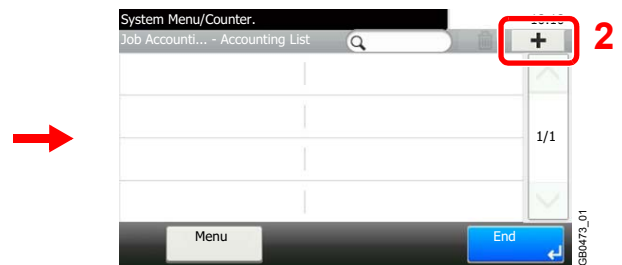 System Menu/Counter.
Job Accounti... - Accounting List
+
2
1/1
Menu
End
GB0473_01